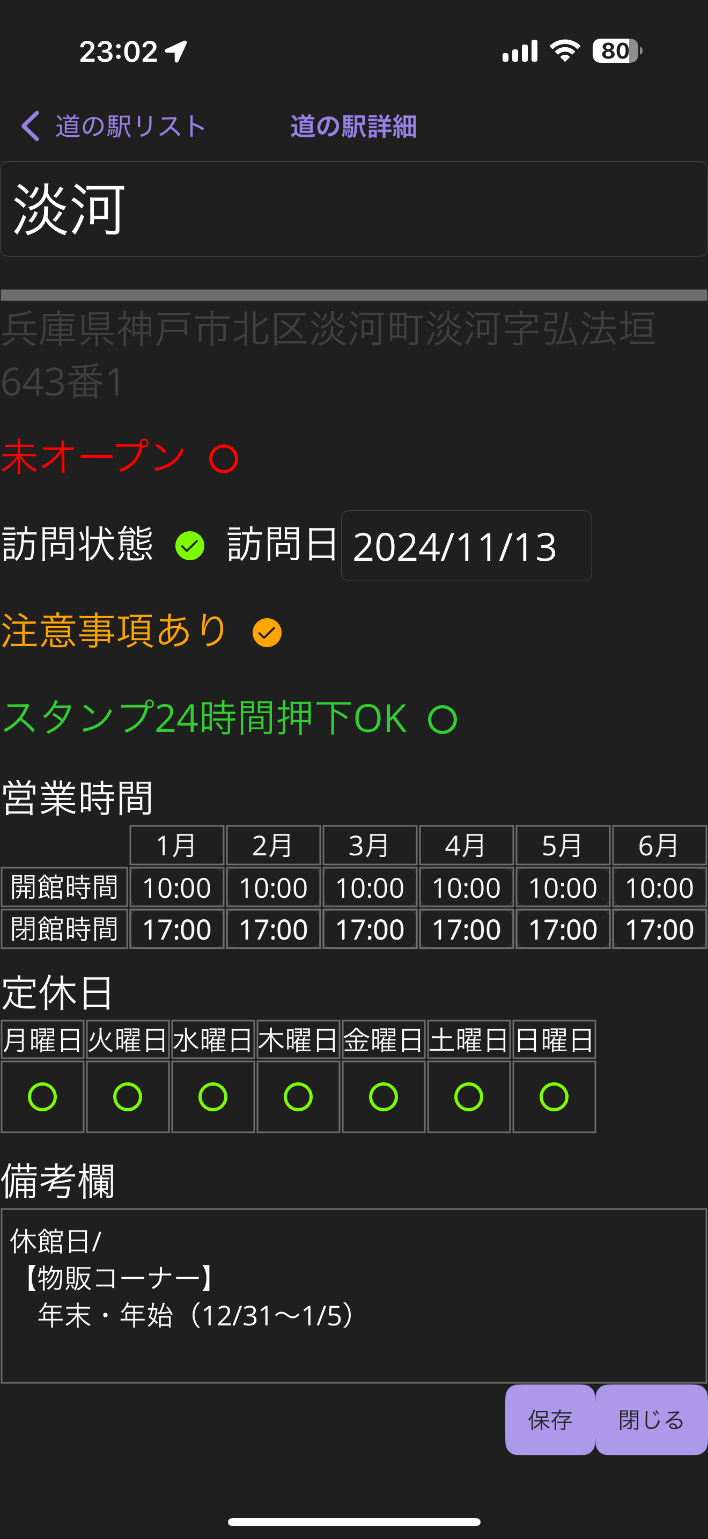 23:02
80
道の駅リスト 道の駅詳細
淡河
兵庫県神戸市北区淡河町淡河字弘法垣
643番1
未オープン
訪問状態 訪問日 2024/11/13
注意事項あり
スタンプ24時間押下OK
営業時間
1月 2月 3月 4月 5月 6月
開館時間 10:00 10:00 10:00 10:00 10:00 10:00
閉館時間 17:00 17:00 17:00 17:00 17:00 17:00
定休日
月曜日 火曜日 水曜日 木曜日 金曜日 土曜日 日曜日
備考欄
休館日/
【物販コーナー】
年末・年始（12/31～1/5）
保存 閉じる